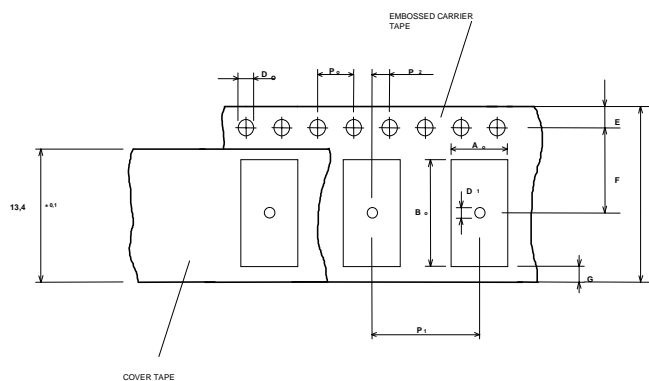 EMBOSSED CARRIER
TAPE
D o
P o
P 2
E
A o
F
D 1
13,4 ± 0,1
B o
G
P 1
COVER TAPE